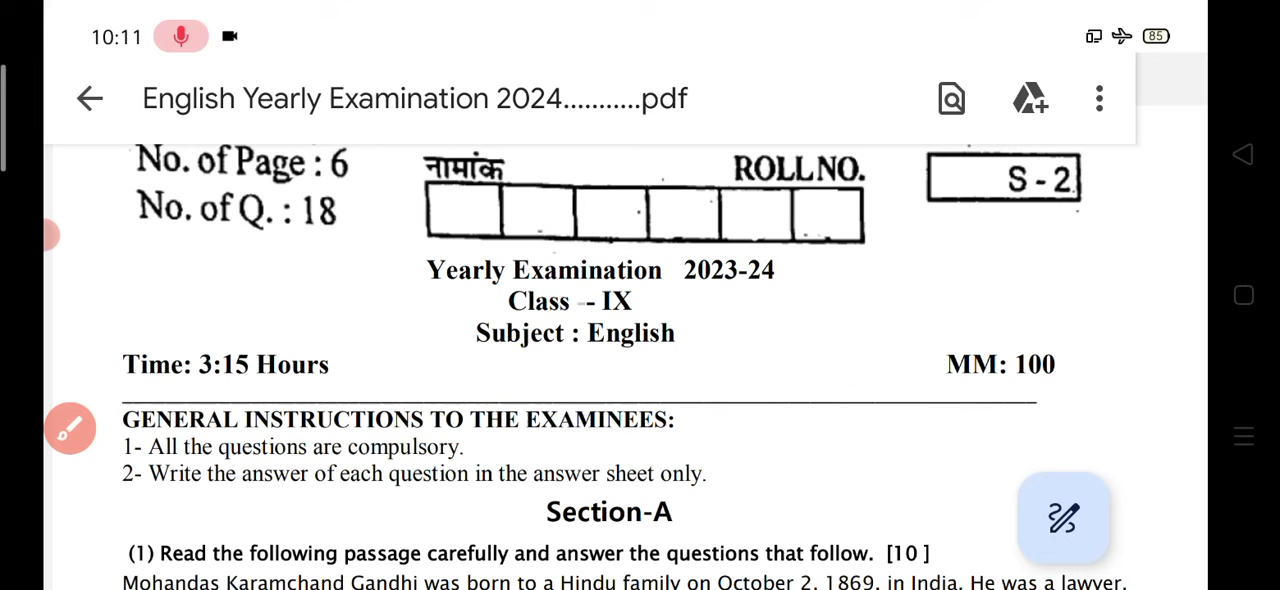 10:11
85
English Yearly Examination 2024...........pdf
No. of Page : 6 नामांक ROLL NO. S - 2
No. of Q. : 18
Yearly Examination 2023-24
Class -- IX
Subject : English
Time: 3:15 Hours MM: 100
GENERAL INSTRUCTIONS TO THE EXAMINEES:
1- All the questions are compulsory.
2- Write the answer of each question in the answer sheet only.
Section-A
(1) Read the following passage carefully and answer the questions that follow. [10 ]
Mohandas Karamchand Gandhi was born to a Hindu family on October 2, 1869, in India. He was a lawyer,